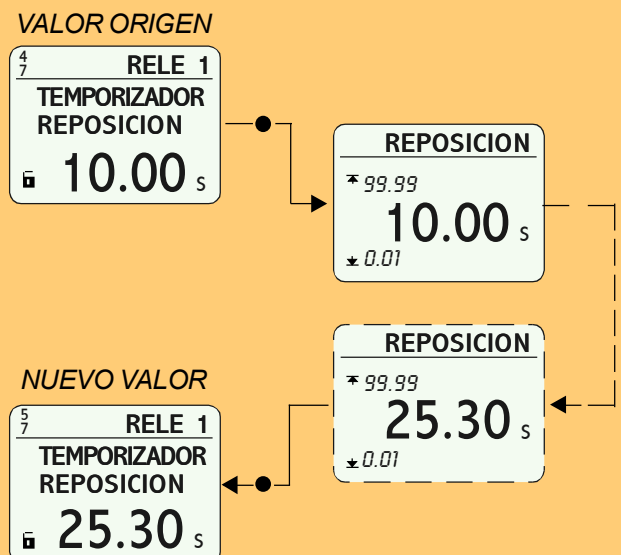 VALOR ORIGEN
4
7
RELE 1
TEMPORIZADOR
REPOSICION
10.00 s
REPOSICION
99.99
10.00 s
0.01
REPOSICION
99.99
25.30 s
0.01
NUEVO VALOR
5
7
RELE 1
TEMPORIZADOR
REPOSICION
25.30 s